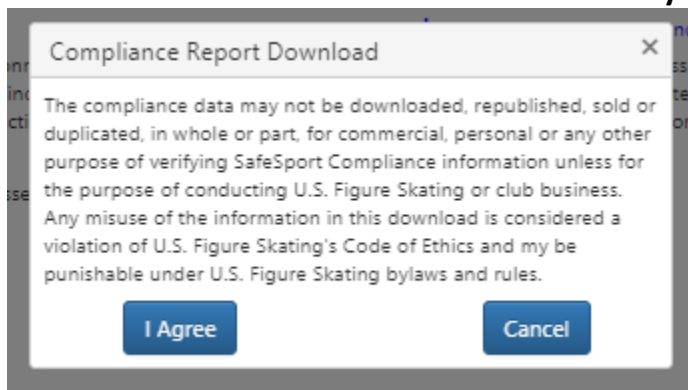 Compliance Report Download ×
The compliance data may not be downloaded, republished, sold or
duplicated, in whole or part, for commercial, personal or any other
purpose of verifying SafeSport Compliance information unless for
the purpose of conducting U.S. Figure Skating or club business.
Any misuse of the information in this download is considered a
violation of U.S. Figure Skating's Code of Ethics and my be
punishable under U.S. Figure Skating bylaws and rules.
I Agree
Cancel